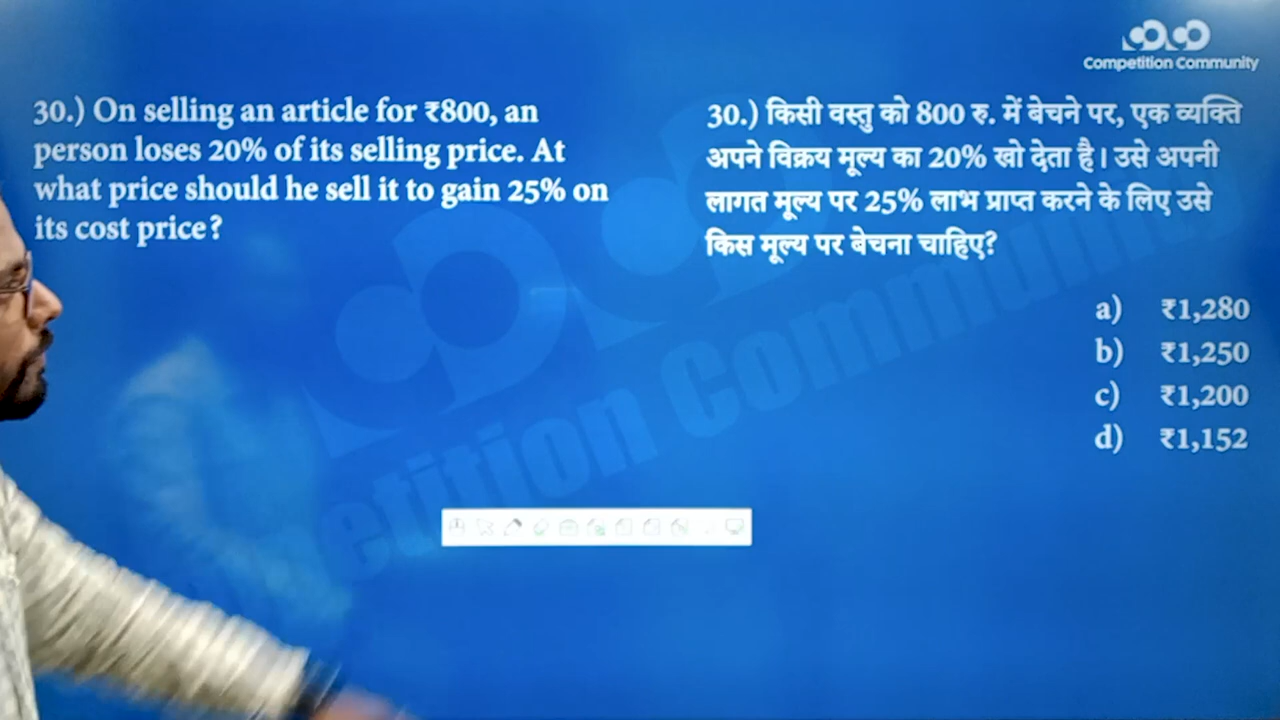 Competition Community
30.) On selling an article for ₹800, an
person loses 20% of its selling price. At
what price should he sell it to gain 25% on
its cost price?
30.) किसी वस्तु को 800 रु. में बेचने पर, एक व्यक्ति
अपने विक्रय मूल्य का 20% खो देता है। उसे अपनी
लागत मूल्य पर 25% लाभ प्राप्त करने के लिए उसे
किस मूल्य पर बेचना चाहिए?
a) ₹1,280
b) ₹1,250
c) ₹1,200
d) ₹1,152
etition Community